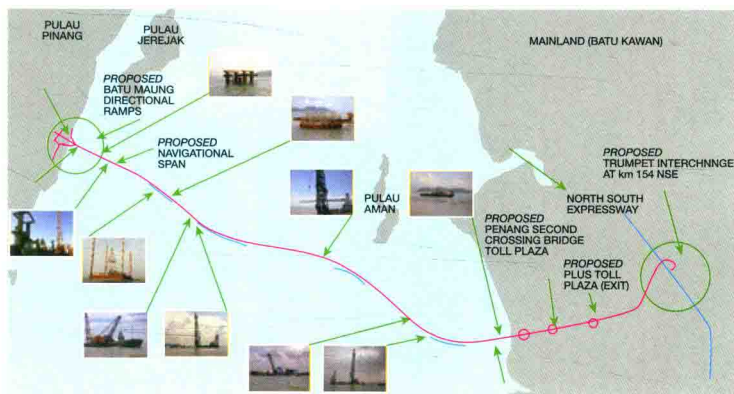 PULAU
PINANG
PULAU
JEREJAK
MAINLAND (BATU KAWAN)
PROPOSED
BATU MAUNG
DIRECTIONAL
RAMPS
PROPOSED
NAVIGATIONAL
SPAN
PROPOSED
TRUMPET INTERCHNNGE
AT km 154 NSE
PULAU
AMAN
NORTH SOUTH
EXPRESSWAY
PROPOSED
PENANG SECOND
CROSSING BRIDGE
TOLL PLAZA
PROPOSED
PLUS TOLL
PLAZA (EXIT)